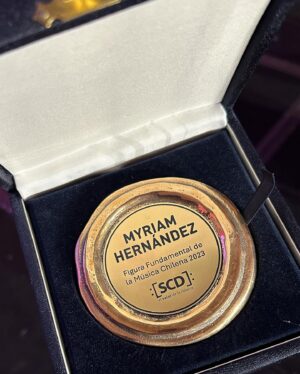 MYRIAM
HERNÁNDEZ
Figura Fundamental de
la Música Chilena 2023
:[SCD]: